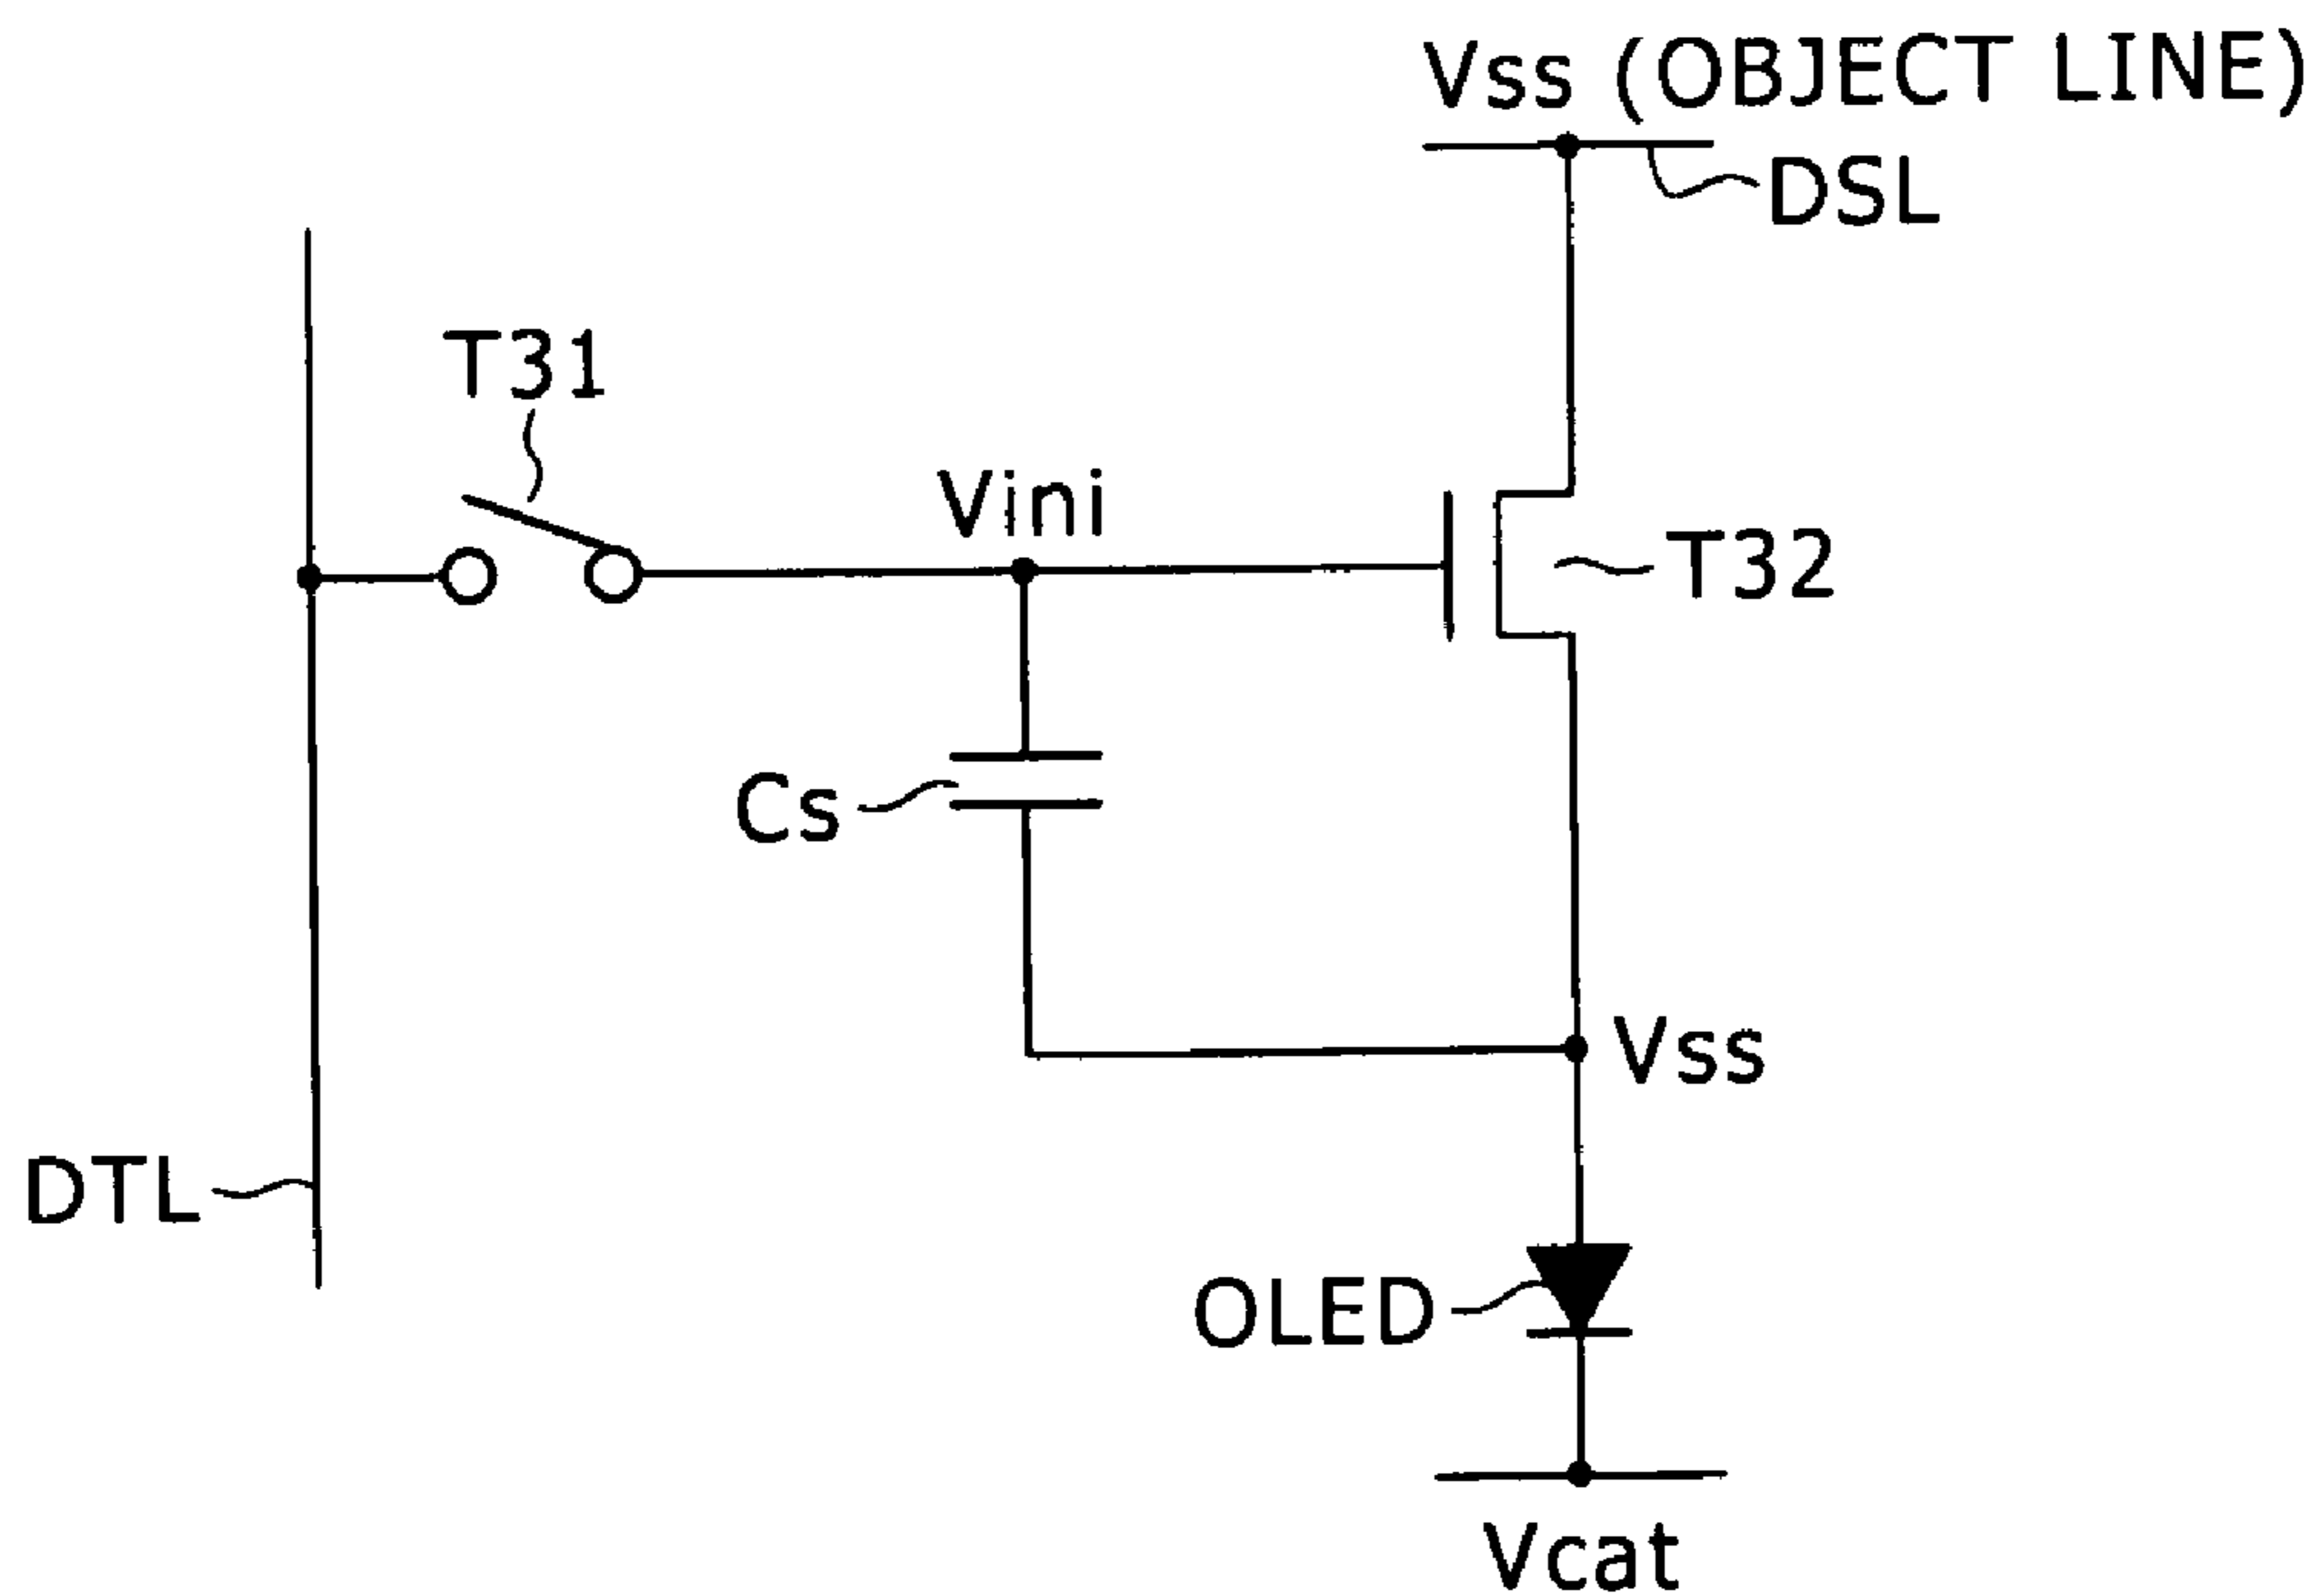 Vss (OBJECT LINE)
DSL
T31
Vini
T32
Cs
Vss
DTL
OLED
Vcat